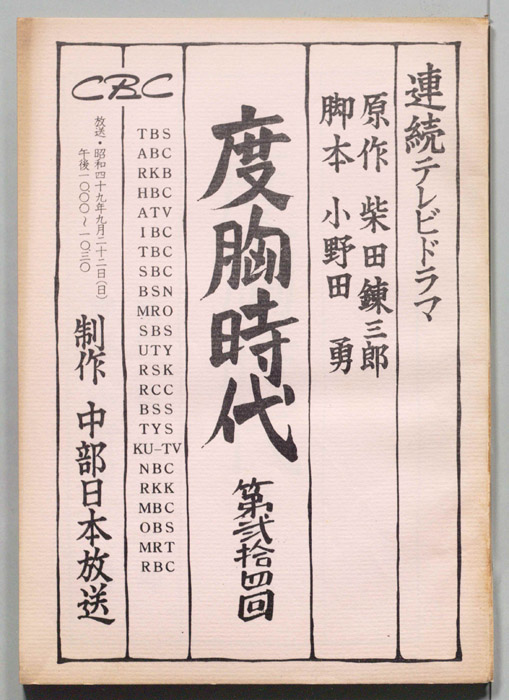 連続テレビドラマ
原作 柴田錬三郎
脚本 小野田 勇
度胸時代
第弐拾四回
TBS
ABC
RKB
HBC
ATV
IBC
TBC
SBC
BSN
MRO
SBS
UTY
RSK
RCC
BSS
TYS
KU-TV
NBC
RKK
MBC
OBS
MRT
RBC
CBC
放送・昭和四十九年九月二十二日(日)
午後一〇〇〇~一〇三〇
制作 中部日本放送